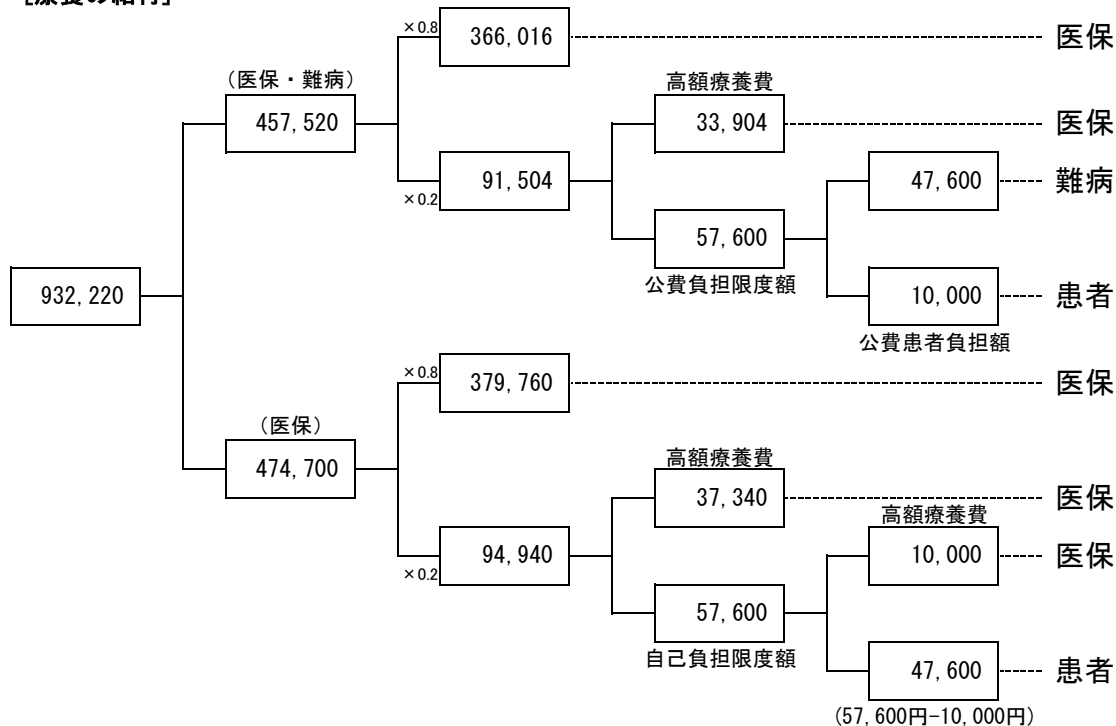 [療養の給付]
×0.8
366,016
医保
(医保・難病)
457,520
高額療養費
33,904
医保
×0.2
91,504
47,600
難病
57,600
公費負担限度額
932,220
10,000
患者
公費患者負担額
×0.8
379,760
医保
(医保)
474,700
高額療養費
37,340
医保
高額療養費
×0.2
94,940
10,000
医保
57,600
自己負担限度額
47,600
患者
(57,600円-10,000円)